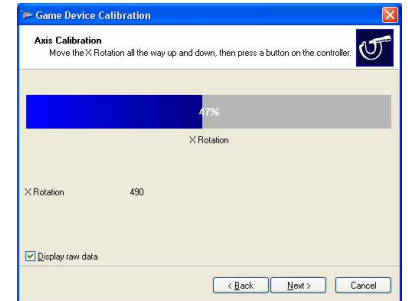 Game Device Calibration
Axis Calibration
Move the X Rotation all the way up and down, then press a button on the controller.
47%
X Rotation
X Rotation 490
Display raw data
< Back Next > Cancel